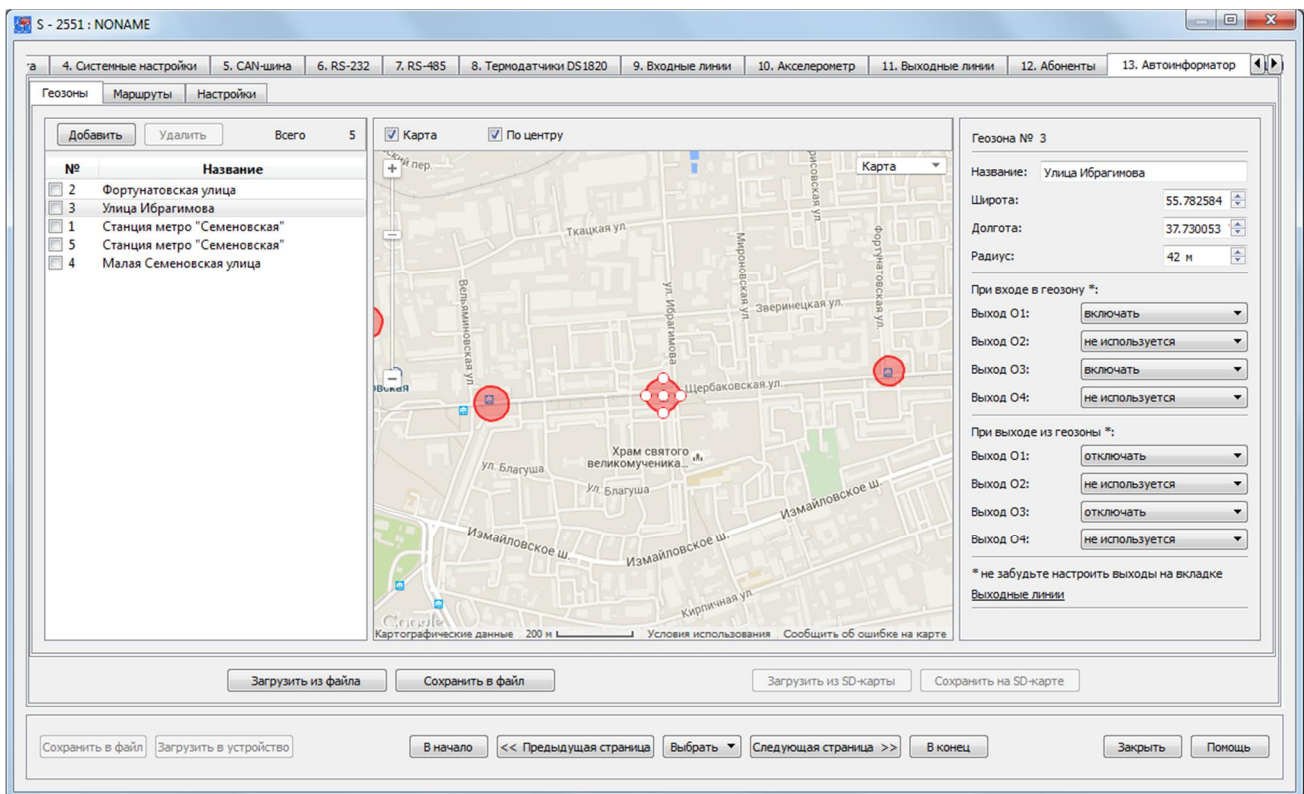 S - 2551 : NONAME
та 4. Системные настройки 5. CAN-шина 6. RS-232 7. RS-485 8. Термодатчики DS1820 9. Входные линии 10. Акселерометр 11. Выходные линии 12. Абоненты 13. Автоинформатор
Геозоны Маршруты Настройки
Добавить Удалить Всего 5
№ Название
2 Фортунатовская улица
3 Улица Ибрагимова
1 Станция метро "Семеновская"
5 Станция метро "Семеновская"
4 Малая Семеновская улица
Карта По центру
ский пер.
Карта
рисовская ул.
Ткацкая ул.
Мироновская ул.
Фортунатовская ул.
Вельяминовская ул.
ул. Ибрагимова
Зверинецкая ул.
вская
Щербаковская ул.
Храм святого
великомученика...
ул. Благуша
ул. Благуша
Измайловское ш.
Измайловское ш.
Измайловское ш.
Кирпичная ул.
Google
Картографические данные 200 м Условия использования Сообщить об ошибке на карте
Геозона № 3
Название: Улица Ибрагимова
Широта: 55.782584
Долгота: 37.730053 °
Радиус: 42 м
При входе в геозону *:
Выход O1: включать
Выход O2: не используется
Выход O3: включать
Выход O4: не используется
При выходе из геозоны *:
Выход O1: отключать
Выход O2: не используется
Выход O3: отключать
Выход O4: не используется
* не забудьте настроить выходы на вкладке
Выходные линии
Загрузить из файла Сохранить в файл Загрузить из SD-карты Сохранить на SD-карте
Сохранить в файл Загрузить в устройство В начало << Предыдущая страница Выбрать Следующая страница >> В конец Закрыть Помощь